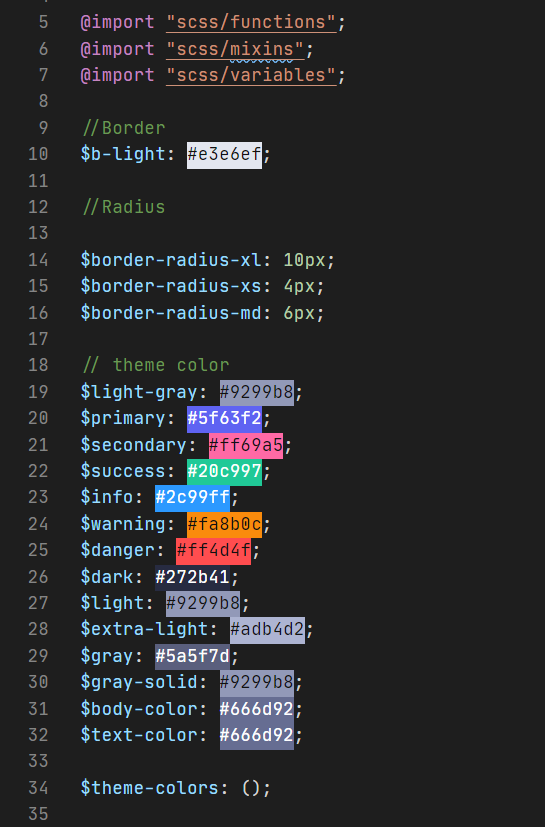 5 @import "scss/functions";
6 @import "scss/mixins";
7 @import "scss/variables";
8
9 //Border
10 $b-light: #e3e6ef;
11
12 //Radius
13
14 $border-radius-xl: 10px;
15 $border-radius-xs: 4px;
16 $border-radius-md: 6px;
17
18 // theme color
19 $light-gray: #9299b8;
20 $primary: #5f63f2;
21 $secondary: #ff69a5;
22 $success: #20c997;
23 $info: #2c99ff;
24 $warning: #fa8b0c;
25 $danger: #ff4d4f;
26 $dark: #272b41;
27 $light: #9299b8;
28 $extra-light: #adb4d2;
29 $gray: #5a5f7d;
30 $gray-solid: #9299b8;
31 $body-color: #666d92;
32 $text-color: #666d92;
33
34 $theme-colors: ();
35